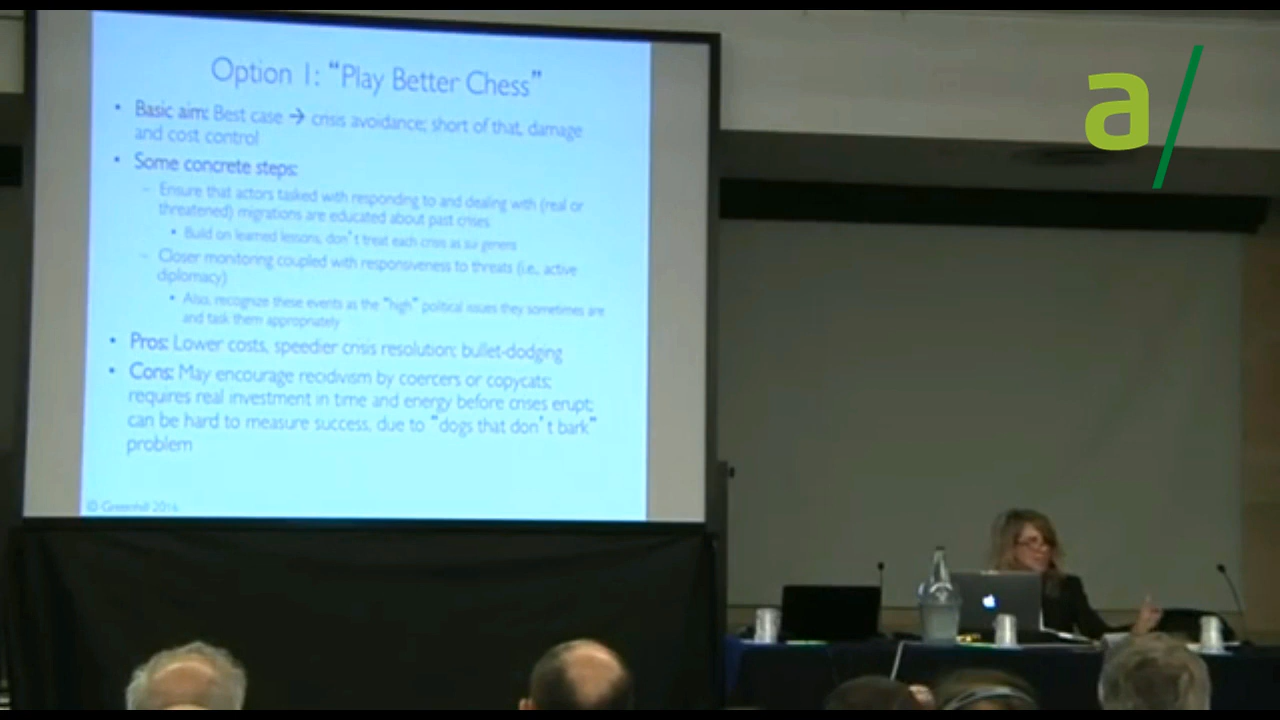 Option 1: “Play Better Chess”
• Basic aim: Best case → crisis avoidance; short of that, damage
and cost control
• Some concrete steps:
– Ensure that actors tasked with responding to and dealing with (real or
threatened) migrations are educated about past crises
• Build on learned lessons, don’t treat each crisis as sui generis
– Closer monitoring coupled with responsiveness to threats (i.e., active
diplomacy)
• Also, recognize these events as the “high” political issues they sometimes are
and task them appropriately
• Pros: Lower costs, speedier crisis resolution; bullet-dodging
• Cons: May encourage recidivism by coercers or copycats;
requires real investment in time and energy before crises erupt;
can be hard to measure success, due to “dogs that don’t bark”
problem
© Greenhill 2016
a/